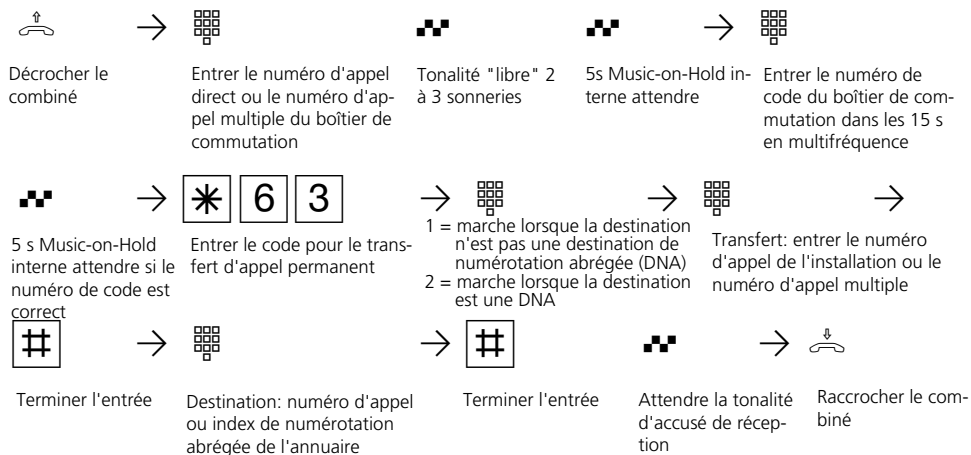 Décrocher le
combiné
Entrer le numéro d'appel
direct ou le numéro d'ap-
pel multiple du boîtier de
commutation
Tonalité "libre" 2
à 3 sonneries
5s Music-on-Hold in-
terne attendre
Entrer le numéro de
code du boîtier de com-
mutation dans les 15 s
en multifréquence
5 s Music-on-Hold
interne attendre si le
numéro de code est
correct
* 6 3
Entrer le code pour le trans-
fert d'appel permanent
1 = marche lorsque la destination
n'est pas une destination de
numérotation abrégée (DNA)
2 = marche lorsque la destination
est une DNA
Transfert: entrer le numéro
d'appel de l'installation ou le
numéro d'appel multiple
#
Terminer l'entrée
Destination: numéro d'appel
ou index de numérotation
abrégée de l'annuaire
#
Terminer l'entrée
Attendre la tonalité
d'accusé de récep-
tion
Raccrocher le com-
biné